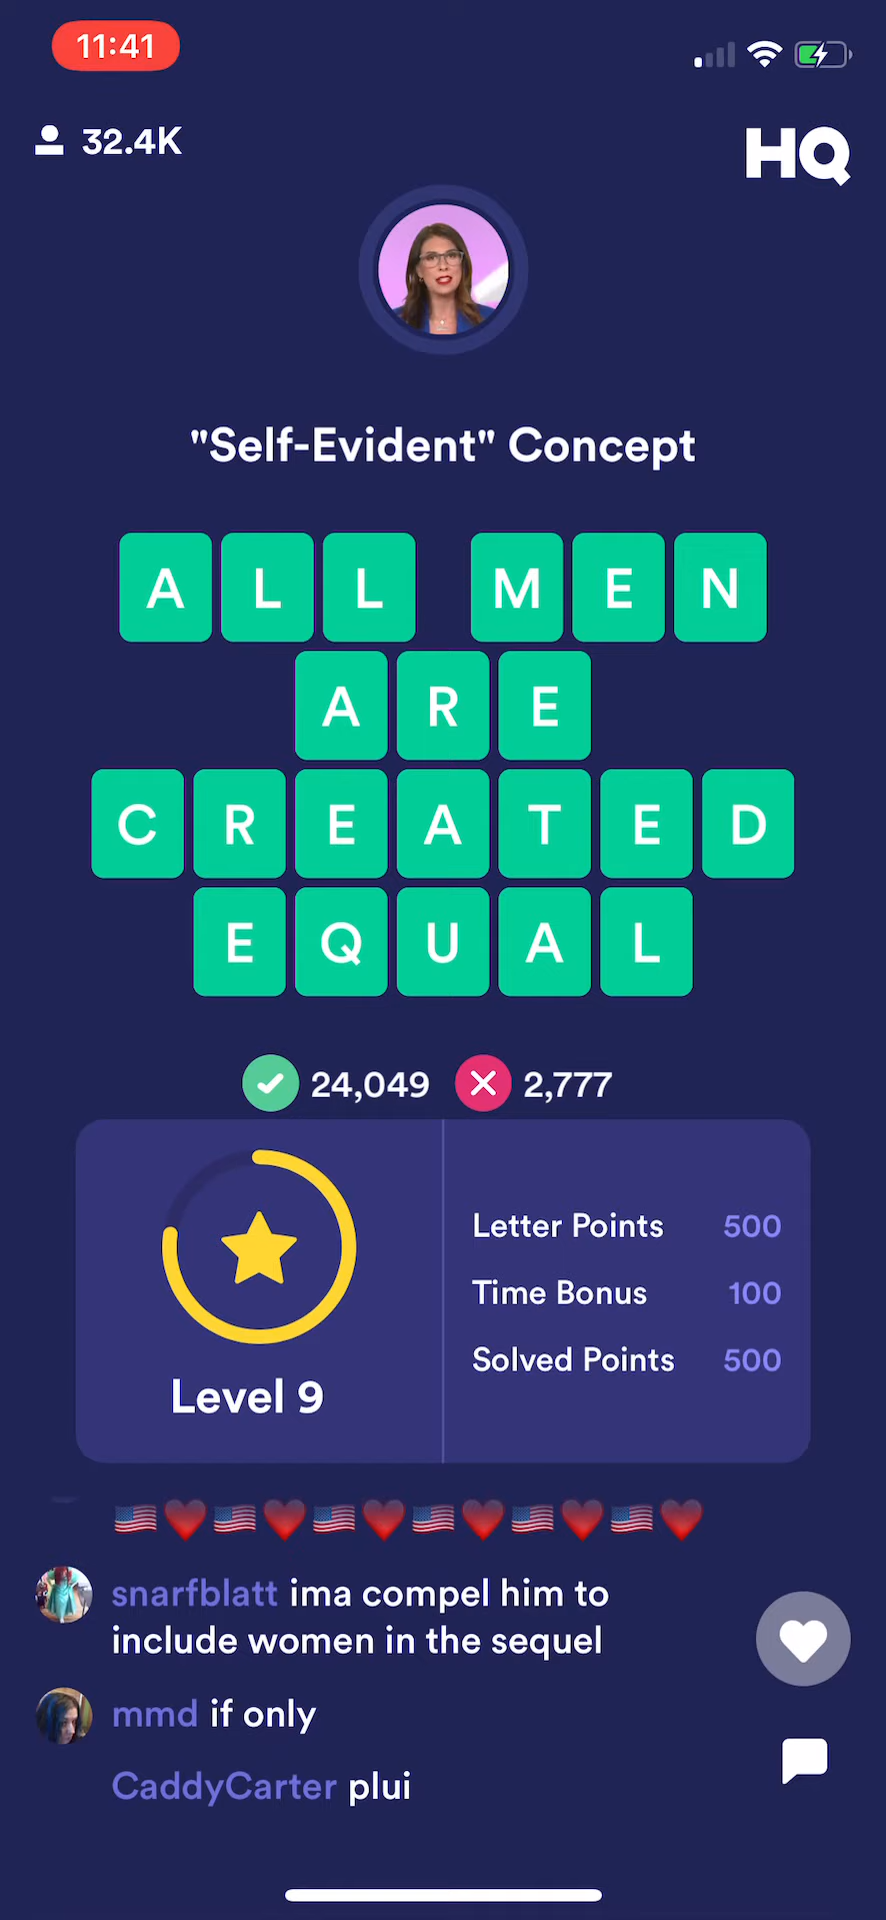 11:41
32.4K
HQ
"Self-Evident" Concept
ALL MEN
ARE
CREATED
EQUAL
24,049 2,777
Letter Points 500
Time Bonus 100
Solved Points 500
Level 9
snarfblatt ima compel him to
include women in the sequel
mmd if only
CaddyCarter plui